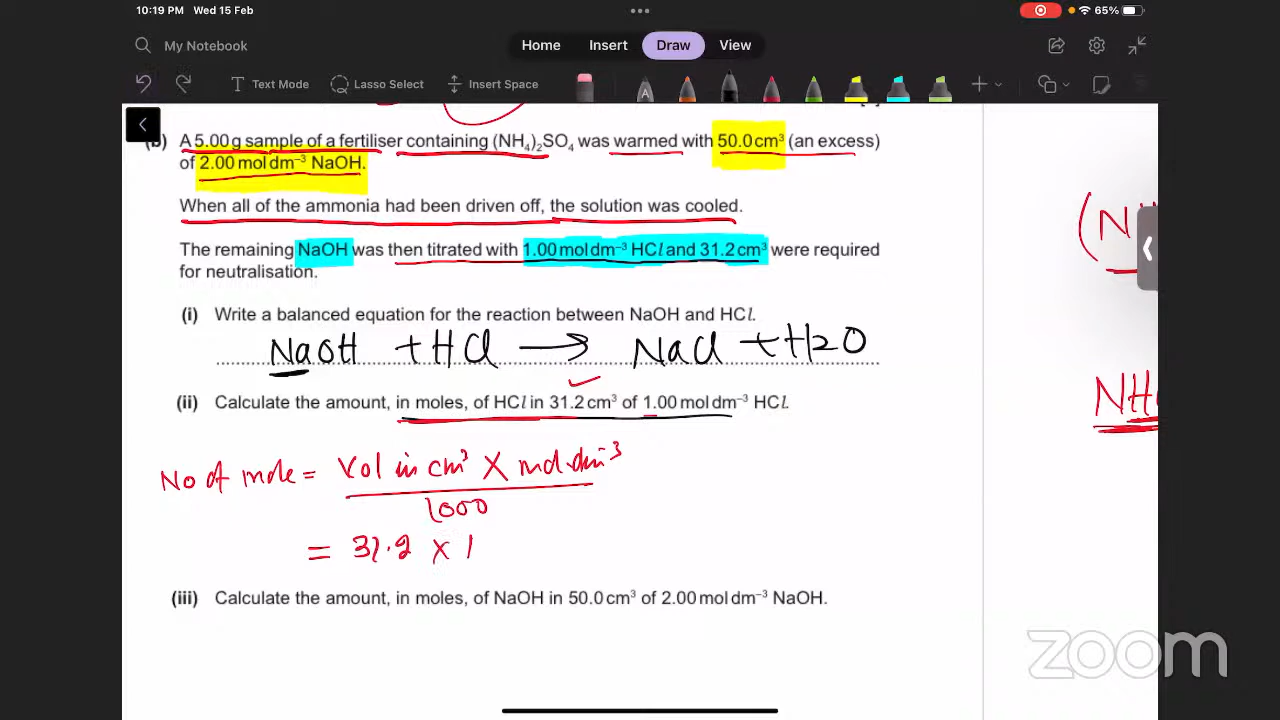 10:19 PM Wed 15 Feb
65%
My Notebook
Home Insert Draw View
Text Mode Lasso Select Insert Space
(b) A 5.00 g sample of a fertiliser containing (NH₄)₂SO₄ was warmed with 50.0 cm³ (an excess)
of 2.00 mol dm⁻³ NaOH.
When all of the ammonia had been driven off, the solution was cooled.
The remaining NaOH was then titrated with 1.00 mol dm⁻³ HCl and 31.2 cm³ were required
for neutralisation.
(i) Write a balanced equation for the reaction between NaOH and HCl.
NaOH + HCl → NaCl + H2O
(ii) Calculate the amount, in moles, of HCl in 31.2 cm³ of 1.00 mol dm⁻³ HCl.
No of mole = Vol in cm³ X mol.dm⁻³
1000
= 31.2 x 1
(iii) Calculate the amount, in moles, of NaOH in 50.0 cm³ of 2.00 mol dm⁻³ NaOH.
(N
NH
zoom